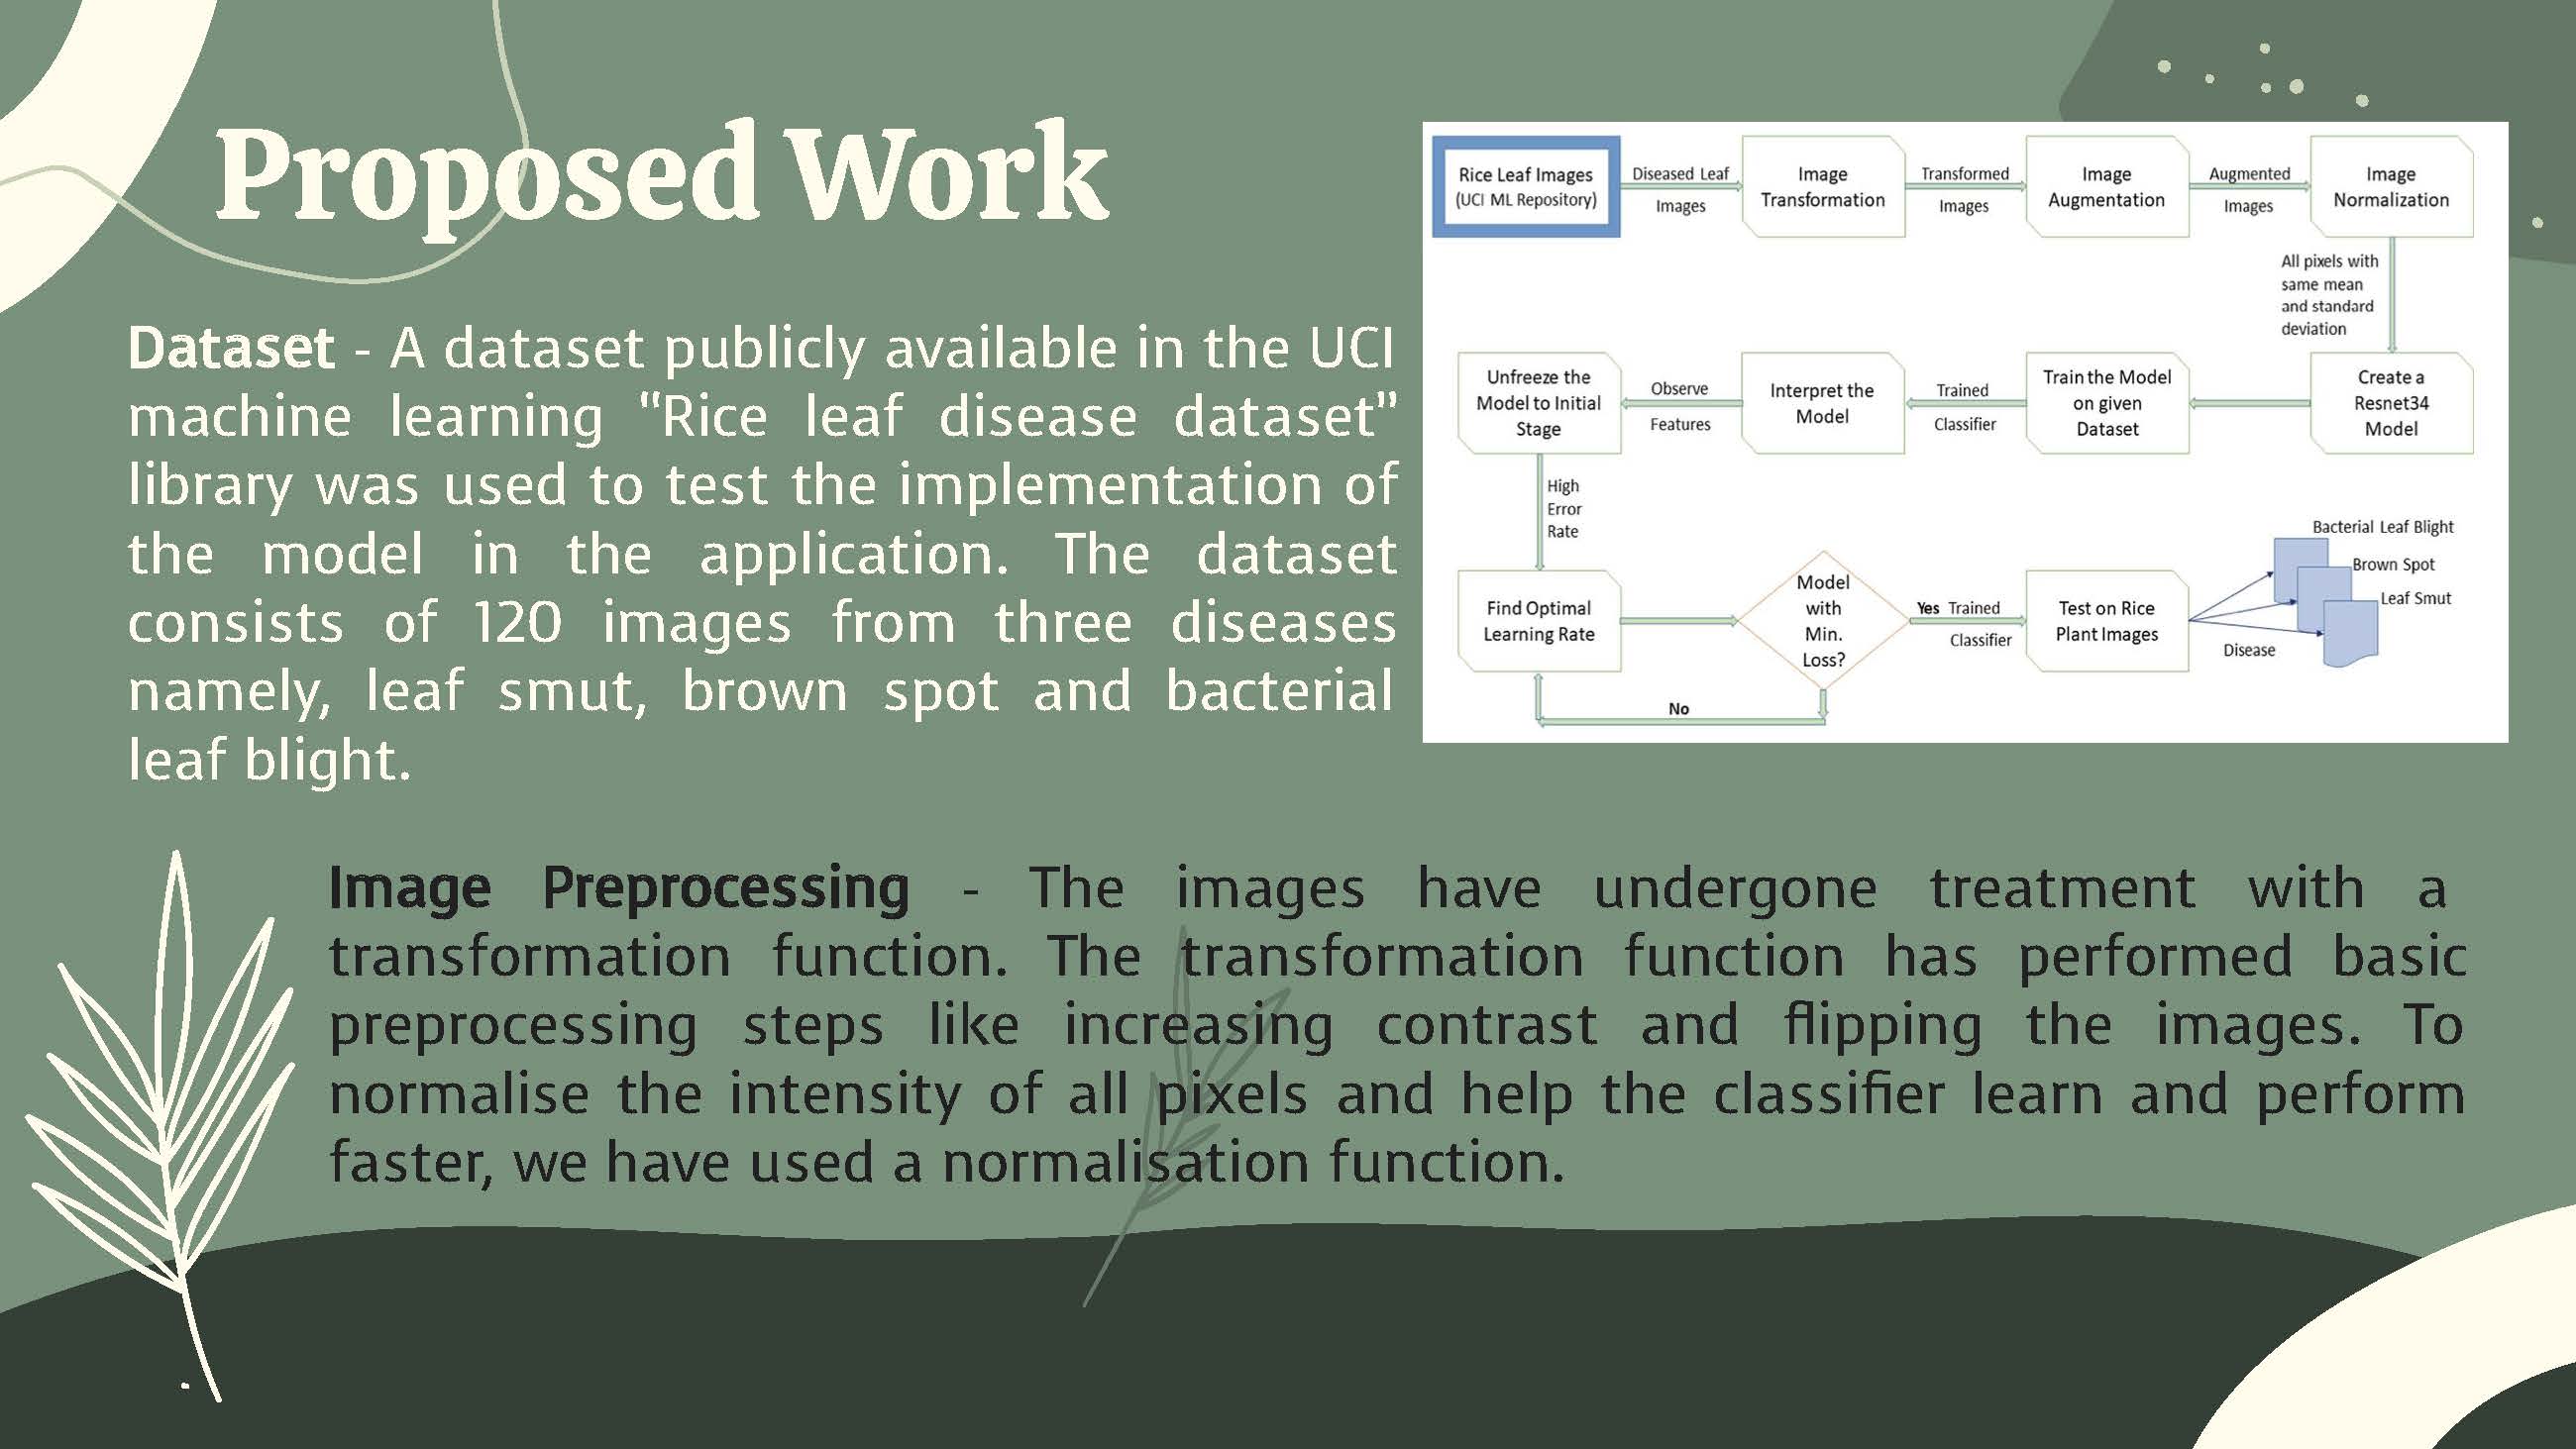 Proposed Work
Dataset - A dataset publicly available in the UCI
machine learning "Rice leaf disease dataset"
library was used to test the implementation of
the model in the application. The dataset
consists of 120 images from three diseases
namely, leaf smut, brown spot and bacterial
leaf blight.
Rice Leaf Images
(UCI ML Repository)
Diseased Leaf
Images
Image
Transformation
Transformed
Images
Image
Augmentation
Augmented
Images
Image
Normalization
All pixels with
same mean
and standard
deviation
Create a
Resnet34
Model
Train the Model
on given
Dataset
Trained
Classifier
Interpret the
Model
Observe
Features
Unfreeze the
Model to Initial
Stage
High
Error
Rate
Find Optimal
Learning Rate
Model
with
Min.
Loss?
No
Yes Trained
Classifier
Test on Rice
Plant Images
Disease
Bacterial Leaf Blight
Brown Spot
Leaf Smut
Image Preprocessing - The images have undergone treatment with a
transformation function. The transformation function has performed basic
preprocessing steps like increasing contrast and flipping the images. To
normalise the intensity of all pixels and help the classifier learn and perform
faster, we have used a normalisation function.